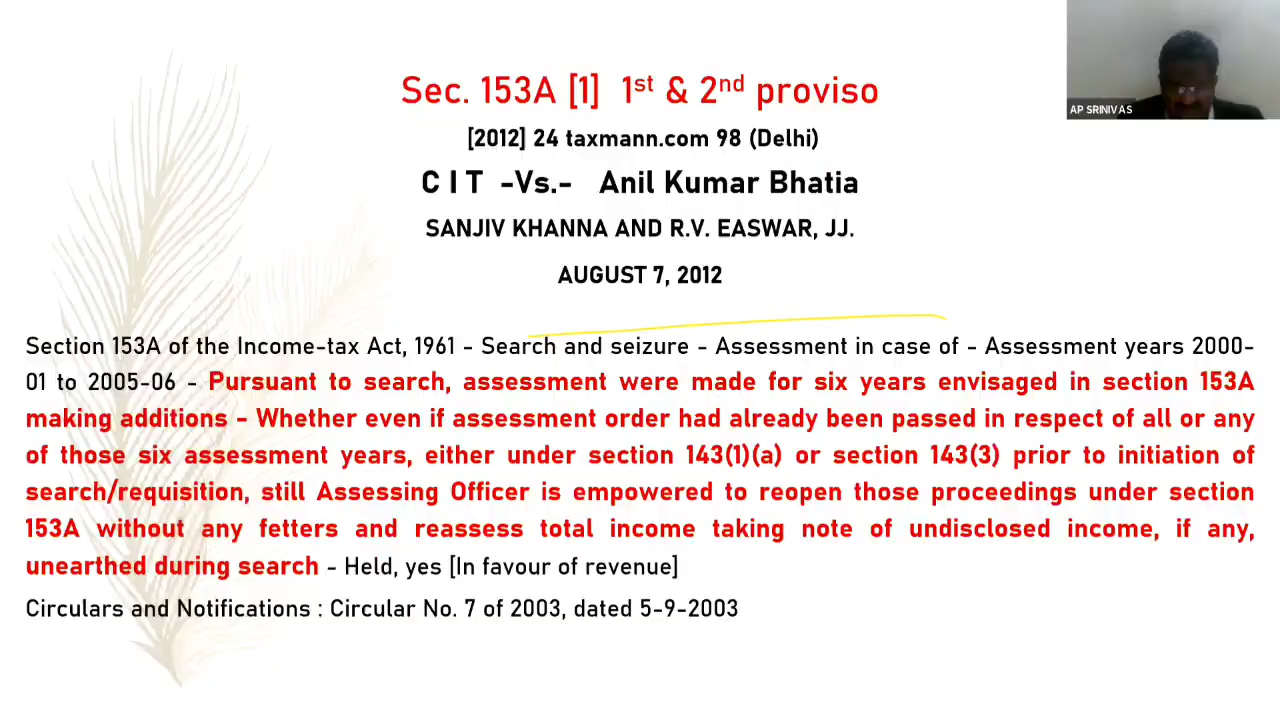 Sec. 153A [1] 1st & 2nd proviso
AP SRINIVAS
[2012] 24 taxmann.com 98 (Delhi)
C I T -Vs.- Anil Kumar Bhatia
SANJIV KHANNA AND R.V. EASWAR, JJ.
AUGUST 7, 2012
Section 153A of the Income-tax Act, 1961 - Search and seizure - Assessment in case of - Assessment years 2000-
01 to 2005-06 - Pursuant to search, assessment were made for six years envisaged in section 153A
making additions - Whether even if assessment order had already been passed in respect of all or any
of those six assessment years, either under section 143(1)(a) or section 143(3) prior to initiation of
search/requisition, still Assessing Officer is empowered to reopen those proceedings under section
153A without any fetters and reassess total income taking note of undisclosed income, if any,
unearthed during search - Held, yes [In favour of revenue]
Circulars and Notifications : Circular No. 7 of 2003, dated 5-9-2003